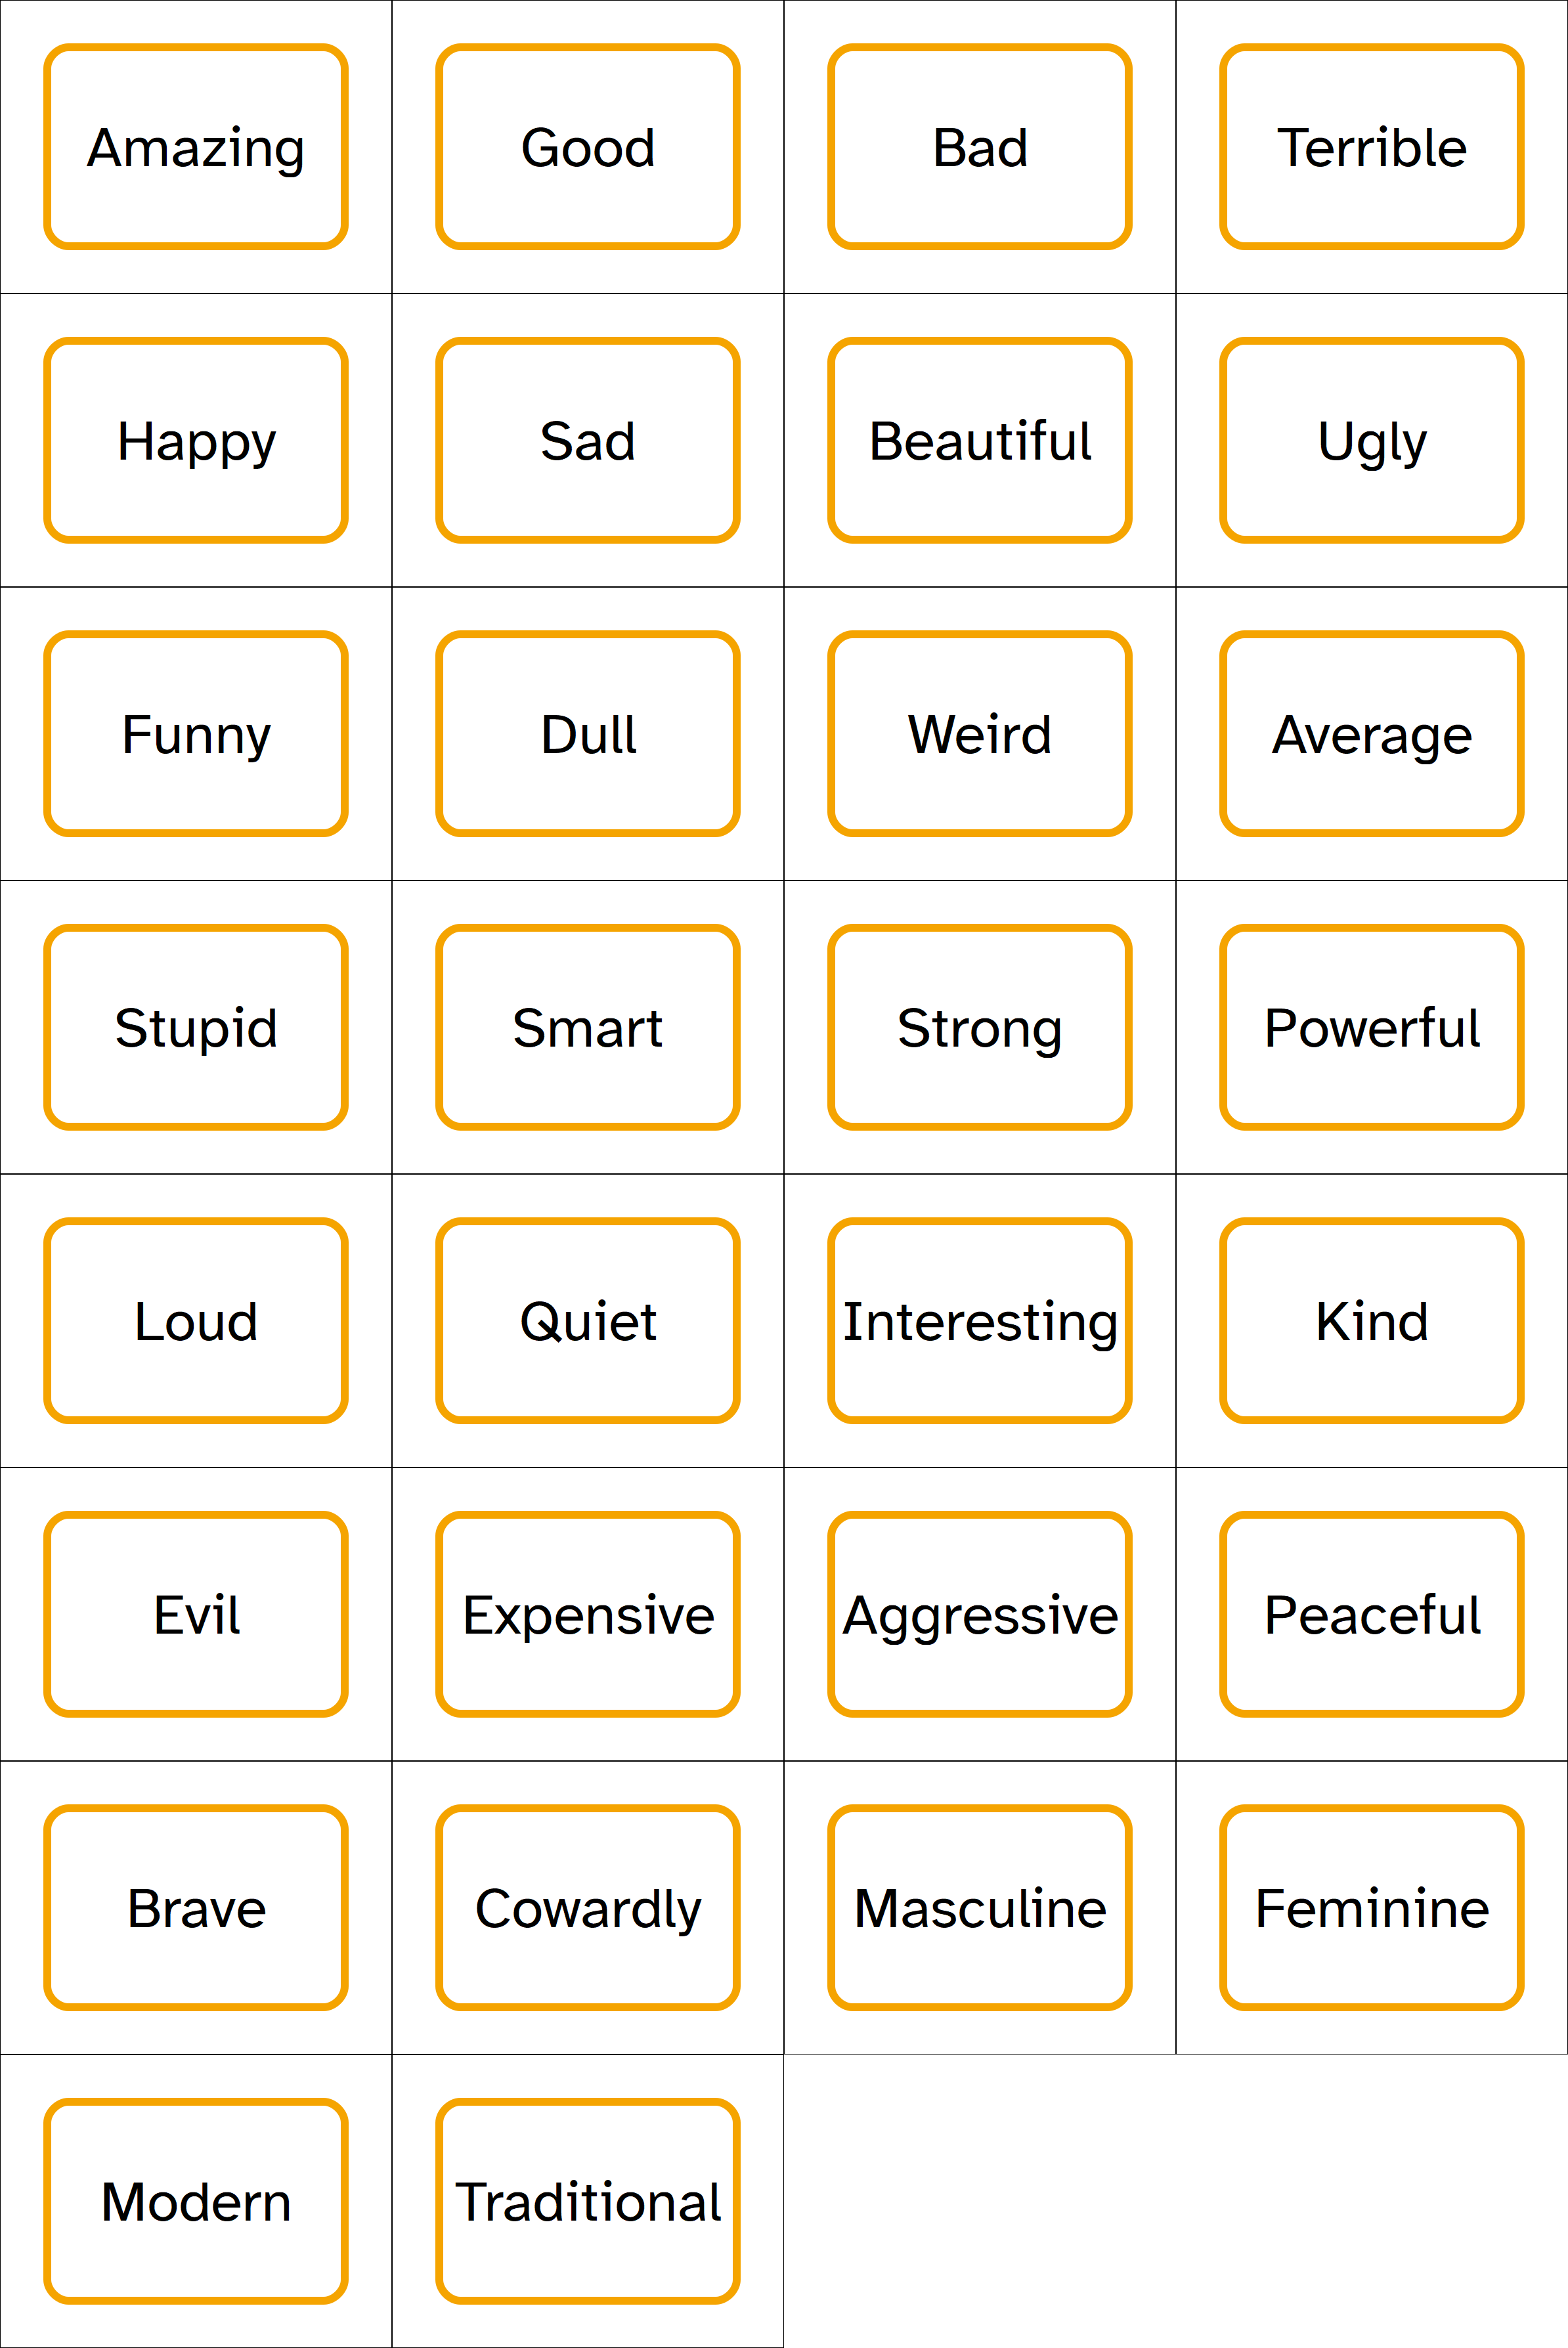 Amazing
Good
Bad
Terrible
Happy
Sad
Beautiful
Ugly
Funny
Dull
Weird
Average
Stupid
Smart
Strong
Powerful
Loud
Quiet
Interesting
Kind
Evil
Expensive
Aggressive
Peaceful
Brave
Cowardly
Masculine
Feminine
Modern
Traditional